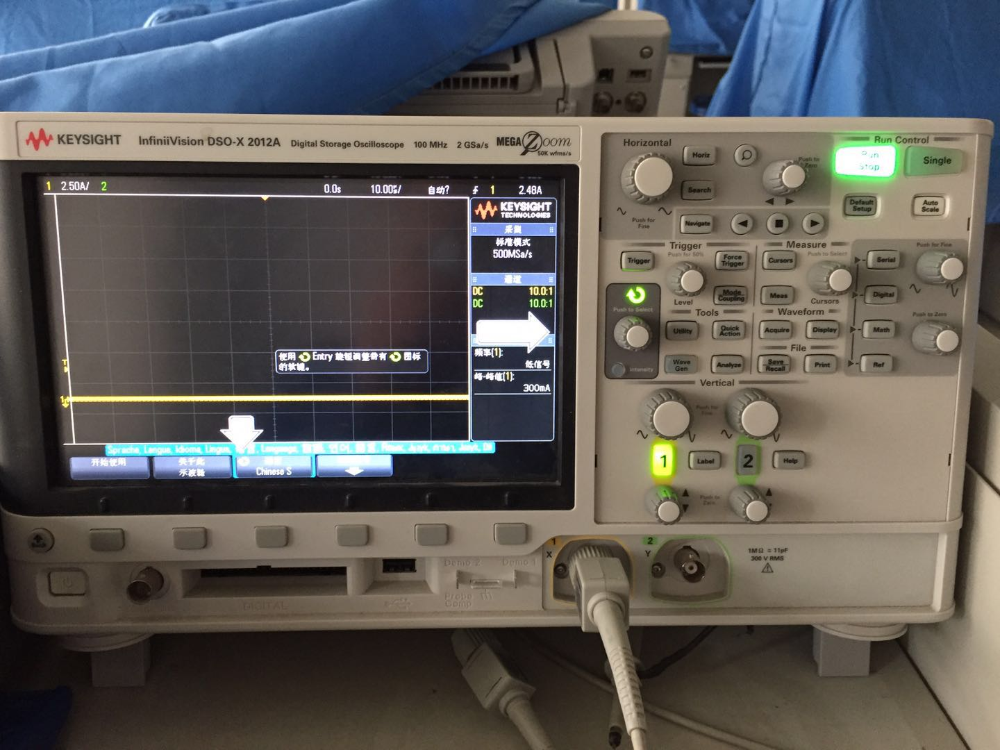 KEYSIGHT InfiniiVision DSO-X 2012A Digital Storage Oscilloscope 100 MHz 2 GSa/s MEGA Zoom
50K wfms/s
1 2.50A/ 2 0.0s 10.00us/ 自动? 1 2.48A
KEYSIGHT
TECHNOLOGIES
采集
标准模式
500MSa/s
通道
DC 10.0:1
DC 10.0:1
频率(1):
低信号
峰-峰值(1):
300mA
使用 Entry 旋钮调整带有 图标
的软键。
Sprache, Langue, Idioma, Lingua, Language,
开始使用
关于此
示波器
Chinese S
Back
DIGITAL
Demo 2 Demo 1
Probe
Comp
Horizontal
Horiz
Search
Push for
Fine
Push to
Zero
Navigate
Run Control
Run
Stop
Single
Default
Setup
Auto
Scale
Trigger
Trigger
Push for 50%
Level
Force
Trigger
Mode
Coupling
Measure
Cursors
Push to Select
Meas
Cursors
Push for Fine
Serial
Digital
Math
Ref
Push to Zero
Push to Select
Intensity
Tools
Utility
Quick
Action
Wave
Gen
Analyze
Waveform
Acquire
Display
File
Save
Recall
Print
Vertical
Push for
Fine
1
Label
2
Help
Push to
Zero
1
X
2
Y
1MΩ ≈ 11pF
300 V RMS